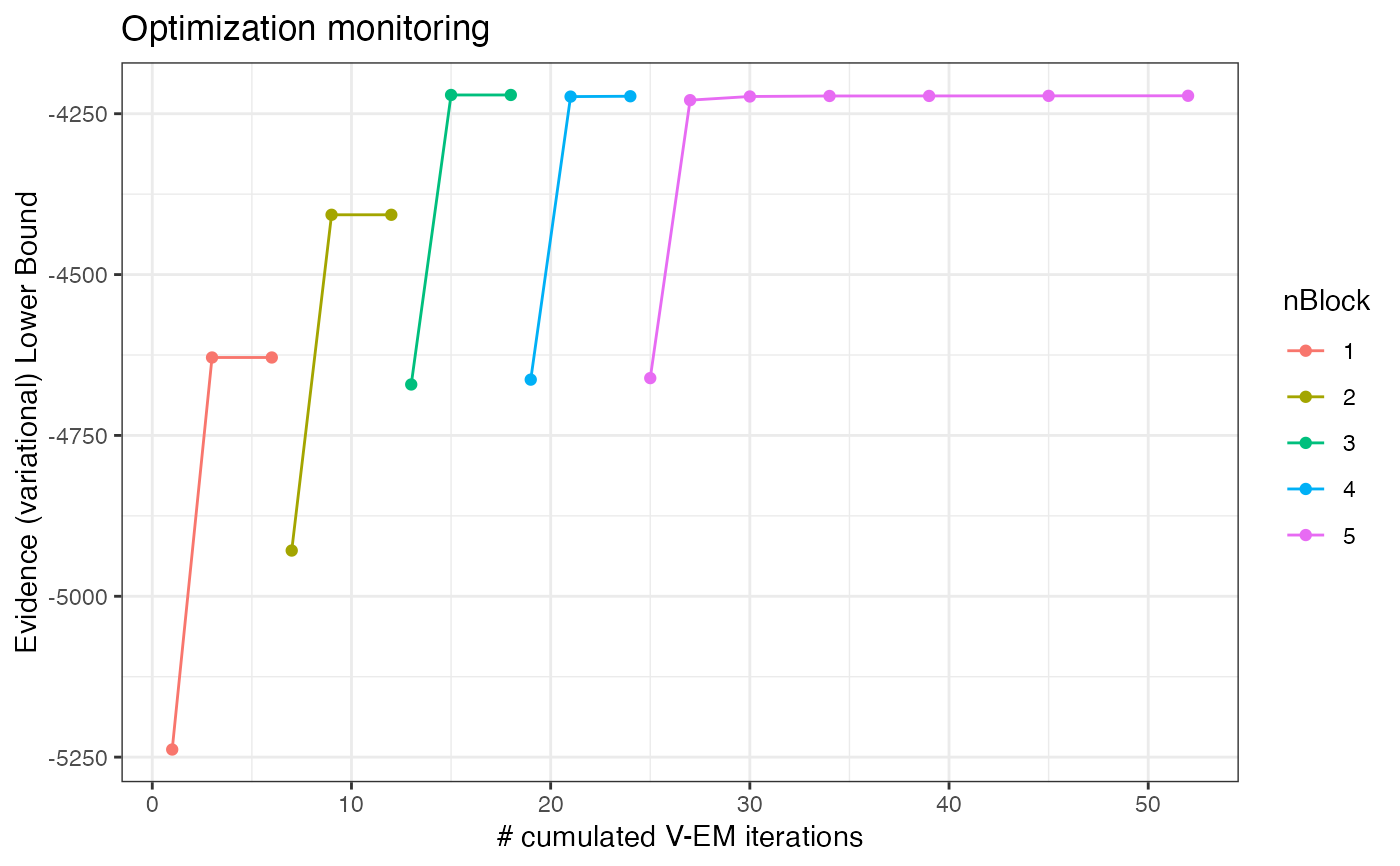 Optimization monitoring
Evidence (variational) Lower Bound
-4250
-4500
-4750
-5000
-5250
0 10 20 30 40 50
# cumulated V-EM iterations
nBlock
1
2
3
4
5